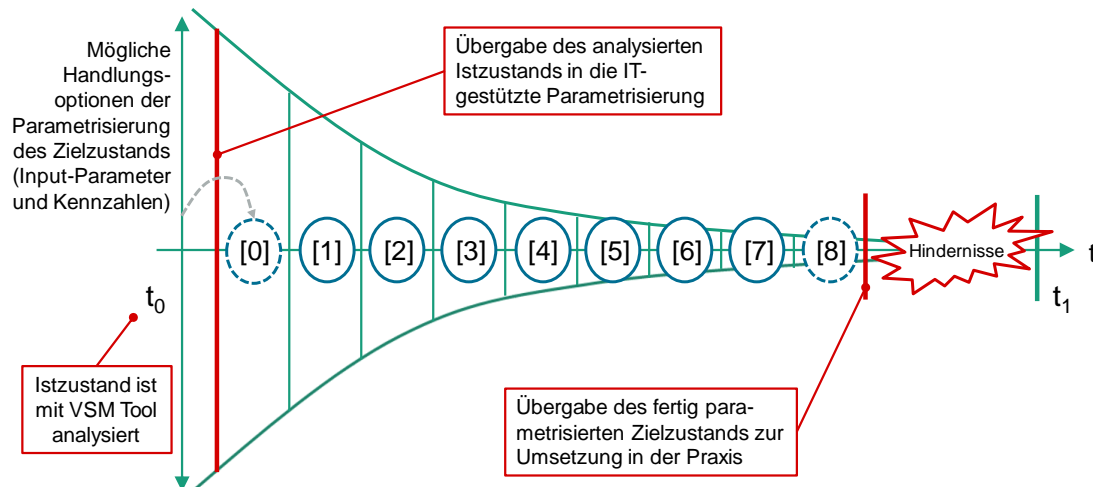 Mögliche
Handlungs-
optionen der
Parametrisierung
des Zielzustands
(Input-Parameter
und Kennzahlen)
Übergabe des analysierten
Istzustands in die IT-
gestützte Parametrisierung
[0] [1] [2] [3] [4] [5] [6] [7] [8] Hindernisse t
t0
t1
Istzustand ist
mit VSM Tool
analysiert
Übergabe des fertig para-
metrisierten Zielzustands zur
Umsetzung in der Praxis